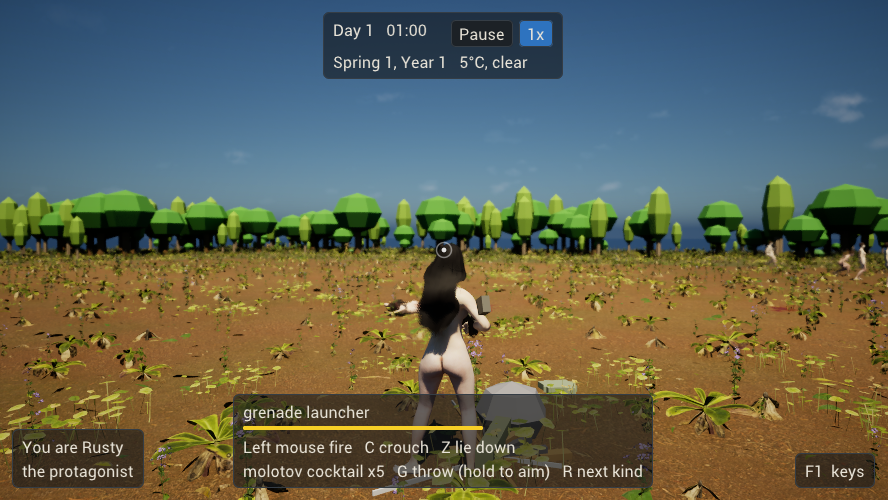 Day 1 01:00 Pause 1x
Spring 1, Year 1 5°C, clear
grenade launcher
Left mouse fire C crouch Z lie down
molotov cocktail x5 G throw (hold to aim) R next kind
You are Rusty
the protagonist
F1 keys